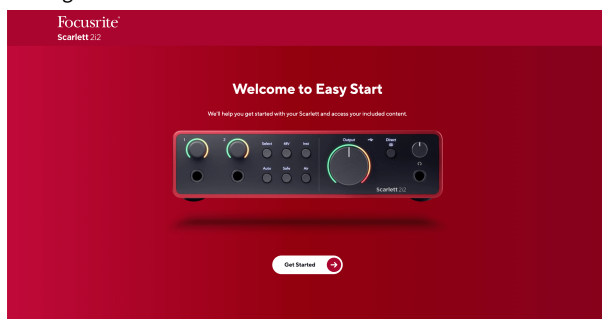 Focusrite®
Scarlett 2i2
Welcome to Easy Start
We'll help you get started with your Scarlett and access your included content.
1
2
Select
48V
Inst
Output
Direct
Auto
Safe
Air
Scarlett 2i2
Get Started